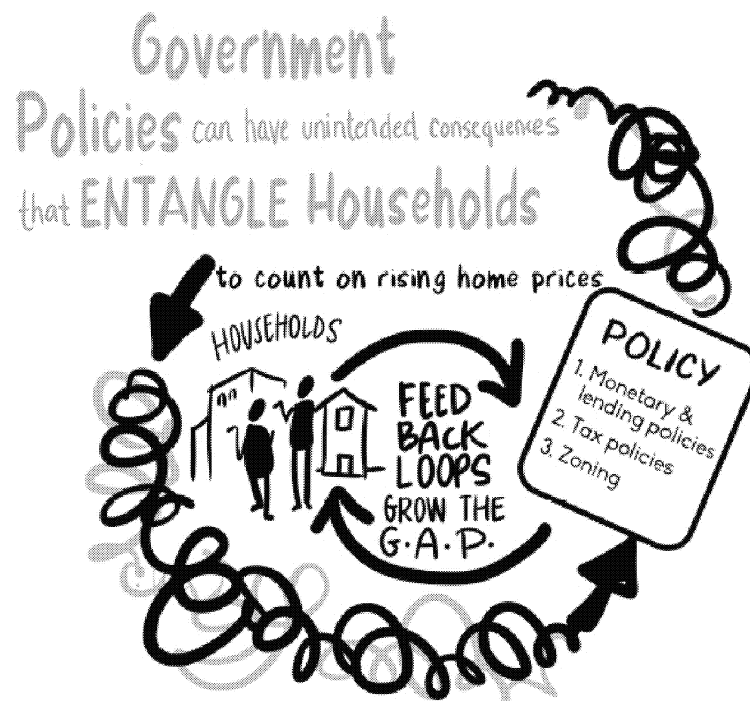 Government
Policies can have unintended consequences
that ENTANGLE Households
to count on rising home prices
HOUSEHOLDS
FEED
BACK
LOOPS
GROW THE
G.A.P.
POLICY
1. Monetary &
lending policies
2. Tax policies
3. Zoning